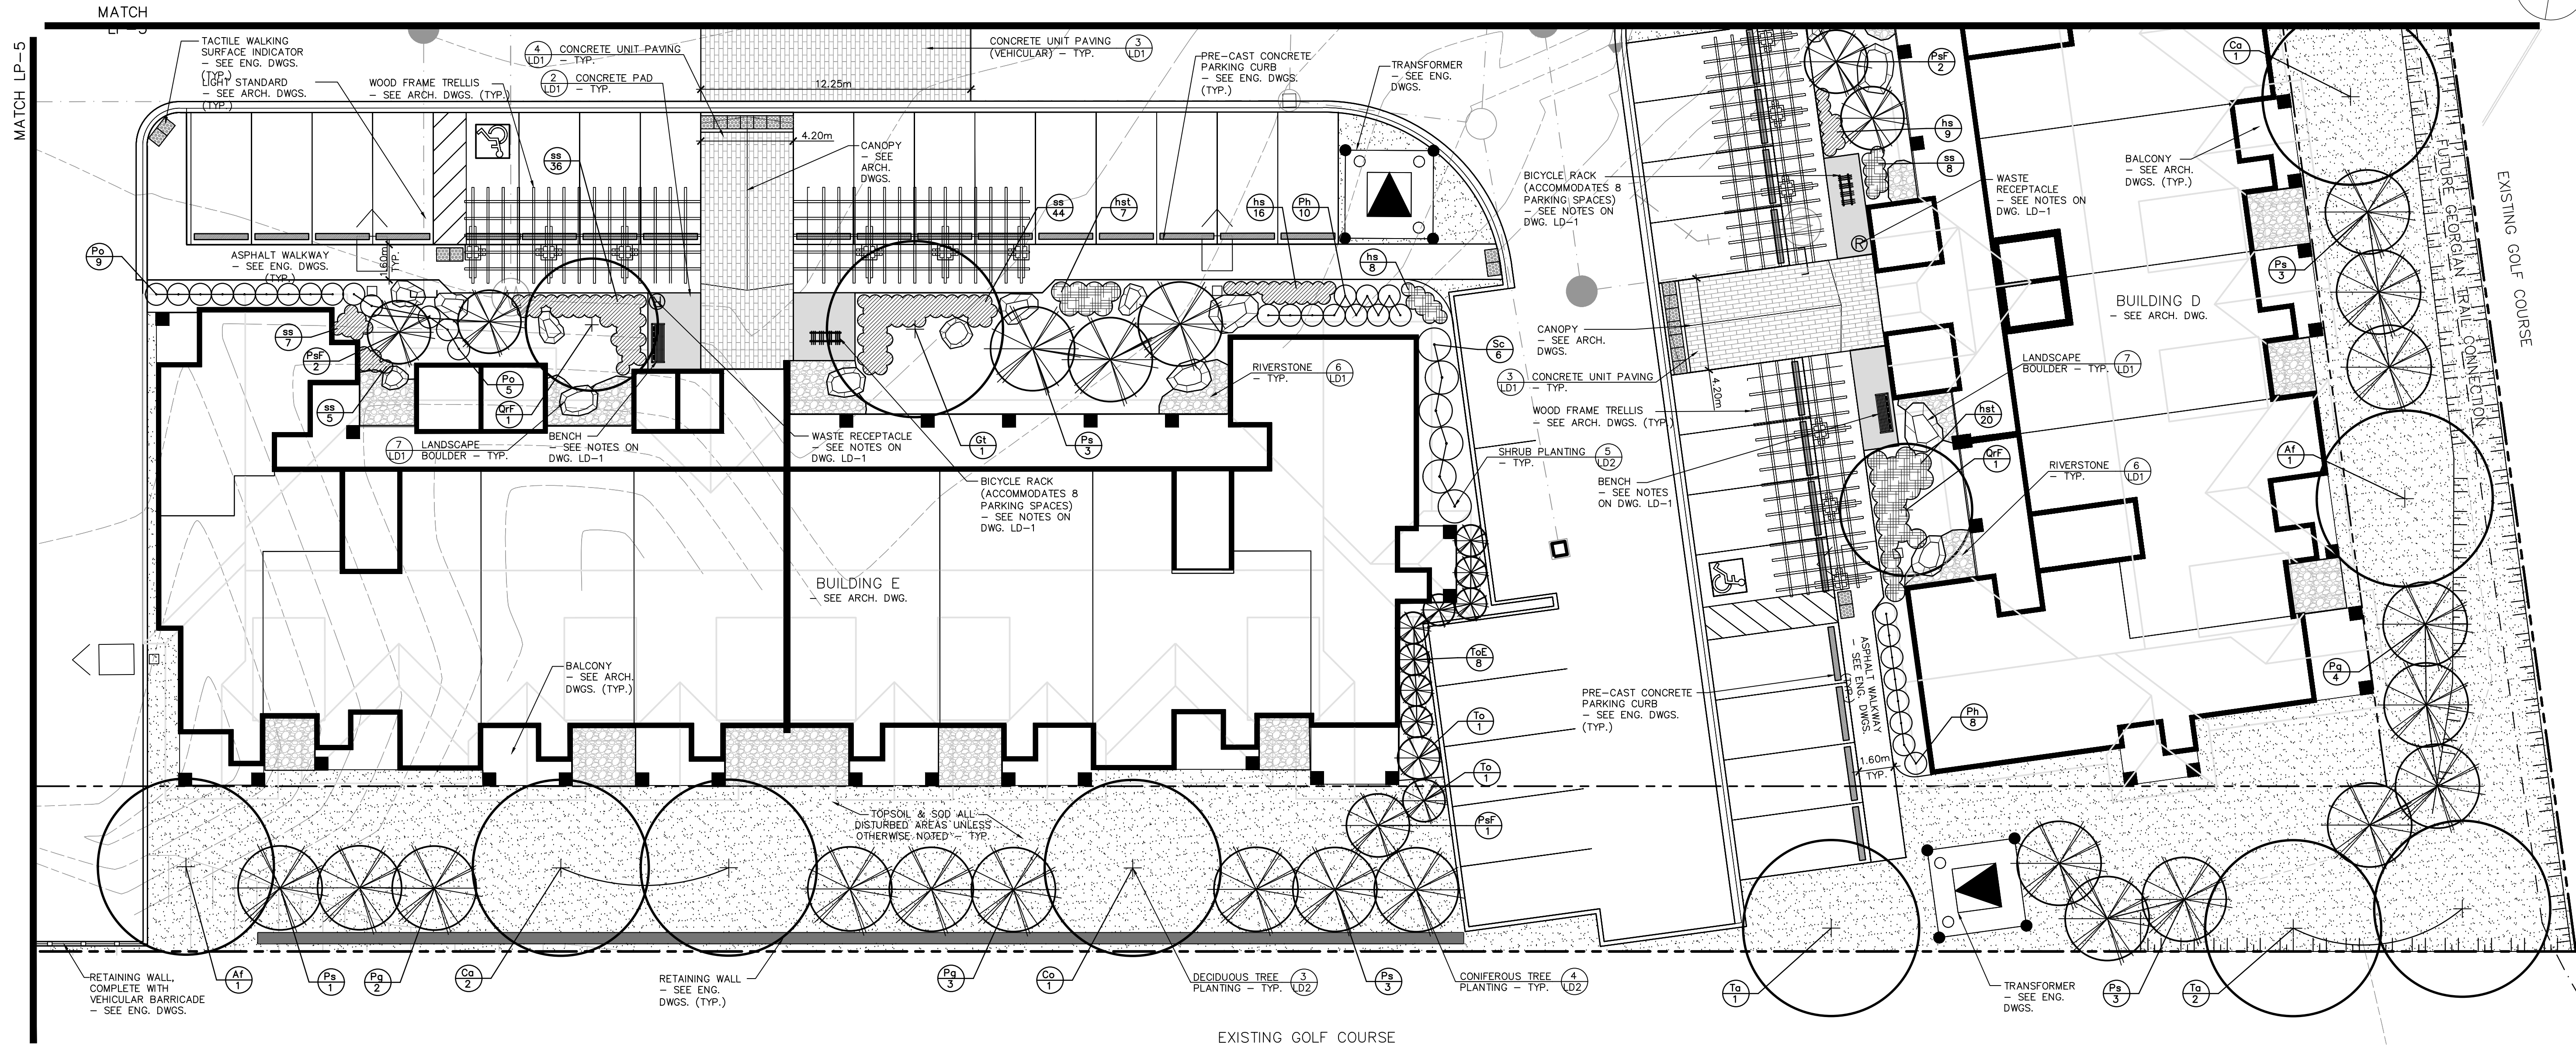 MATCH
MATCH LP-5
TACTILE WALKING
SURFACE INDICATOR
- SEE ENG. DWGS.
(TYP.)
LIGHT STANDARD
- SEE ARCH. DWGS.
(TYP.)
WOOD FRAME TRELLIS
- SEE ARCH. DWGS. (TYP.)
4
LD1
CONCRETE UNIT PAVING
- TYP.
2
LD1
CONCRETE PAD
- TYP.
12.25m
CONCRETE UNIT PAVING
(VEHICULAR) - TYP.
3
LD1
PRE-CAST CONCRETE
PARKING CURB
- SEE ENG. DWGS.
(TYP.)
TRANSFORMER
- SEE ENG.
DWGS.
PsF
2
Ca
1
4.20m
CANOPY
- SEE
ARCH.
DWGS.
ss
36
ss
44
hst
7
hs
16
Ph
10
hs
8
hs
9
ss
8
BICYCLE RACK
(ACCOMMODATES 8
PARKING SPACES)
- SEE NOTES ON
DWG. LD-1
WASTE
RECEPTACLE
- SEE NOTES ON
DWG. LD-1
R
BALCONY
- SEE ARCH.
DWGS. (TYP.)
FUTURE GEORGIAN TRAIL CONNECTION
EXISTING GOLF COURSE
Po
9
ASPHALT WALKWAY
- SEE ENG. DWGS.
(TYP.)
1.60m
TYP.
Ps
3
BUILDING D
- SEE ARCH. DWG.
ss
7
PsF
2
ss
5
Po
5
QrF
1
7
LD1
LANDSCAPE
BOULDER - TYP.
BENCH
- SEE NOTES ON
DWG. LD-1
WASTE RECEPTACLE
- SEE NOTES ON
DWG. LD-1
Gt
1
Ps
3
RIVERSTONE
- TYP.
6
LD1
Sc
6
CANOPY
- SEE ARCH.
DWGS.
3
LD1
CONCRETE UNIT PAVING
- TYP.
4.20m
WOOD FRAME TRELLIS
- SEE ARCH. DWGS. (TYP.)
SHRUB PLANTING
- TYP.
5
LD2
BENCH
- SEE NOTES
ON DWG. LD-1
LANDSCAPE
BOULDER - TYP.
7
LD1
hst
20
QrF
1
RIVERSTONE
- TYP.
6
LD1
Af
1
BICYCLE RACK
(ACCOMMODATES 8
PARKING SPACES)
- SEE NOTES ON
DWG. LD-1
BUILDING E
- SEE ARCH. DWG.
BALCONY
- SEE ARCH.
DWGS. (TYP.)
ToE
8
To
1
To
1
PsF
1
PRE-CAST CONCRETE
PARKING CURB
- SEE ENG. DWGS.
(TYP.)
ASPHALT WALKWAY
- SEE ENG. DWGS.
(TYP.)
1.60m
TYP.
Ph
8
Pg
4
TOPSOIL & SOD ALL
DISTURBED AREAS UNLESS
OTHERWISE NOTED - TYP.
RETAINING WALL,
COMPLETE WITH
VEHICULAR BARRICADE
- SEE ENG. DWGS.
Af
1
Ps
1
Pg
2
Ca
2
RETAINING WALL
- SEE ENG.
DWGS. (TYP.)
Pg
3
Co
1
DECIDUOUS TREE
PLANTING - TYP.
3
LD2
Ps
3
CONIFEROUS TREE
PLANTING - TYP.
4
LD2
Ta
1
TRANSFORMER
- SEE ENG.
DWGS.
Ps
3
Ta
2
EXISTING GOLF COURSE